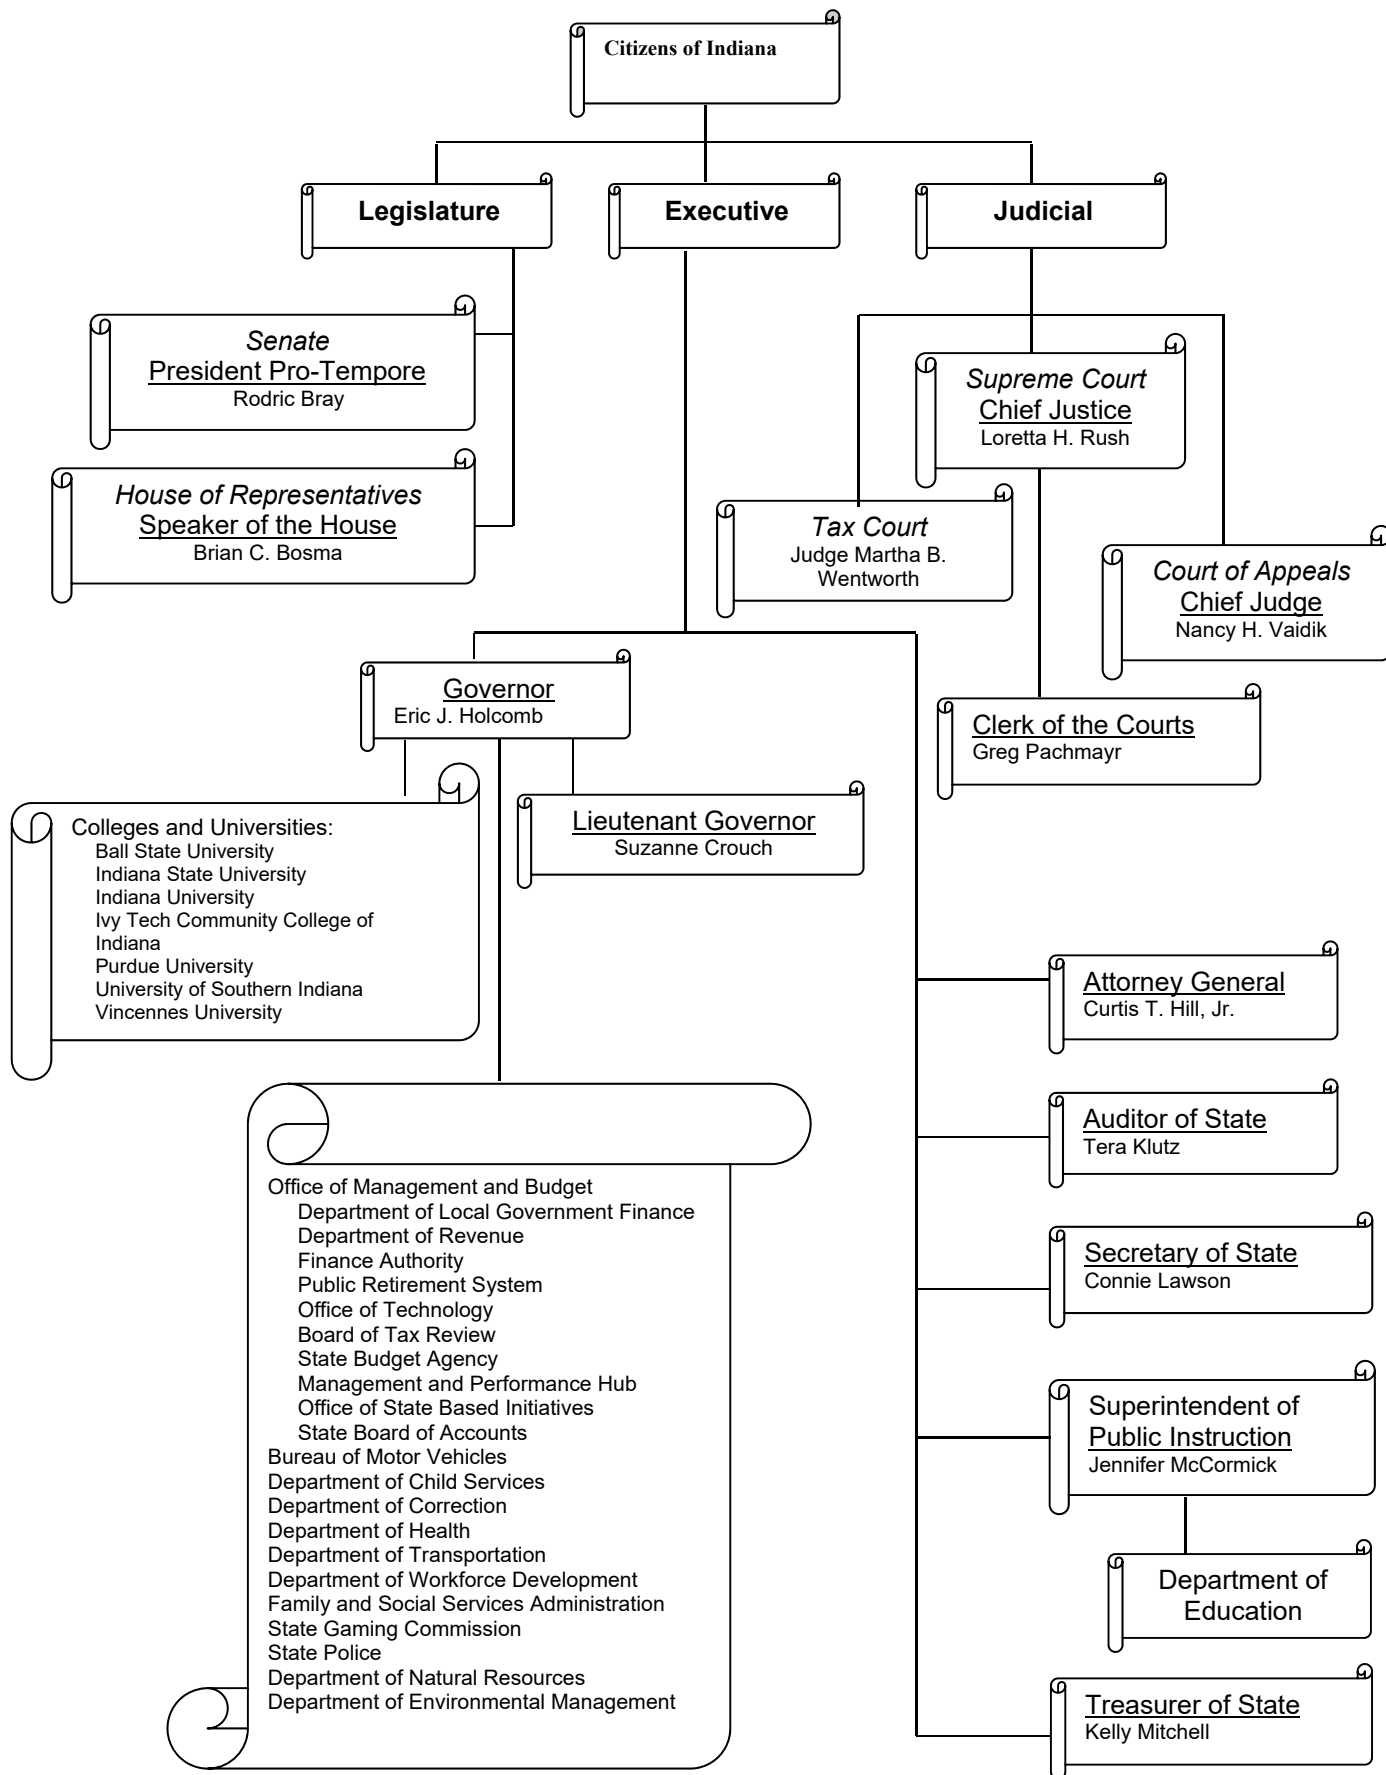 Citizens of Indiana
Legislature
Executive
Judicial
Senate
President Pro-Tempore
Rodric Bray
House of Representatives
Speaker of the House
Brian C. Bosma
Supreme Court
Chief Justice
Loretta H. Rush
Tax Court
Judge Martha B.
Wentworth
Court of Appeals
Chief Judge
Nancy H. Vaidik
Clerk of the Courts
Greg Pachmayr
Governor
Eric J. Holcomb
Lieutenant Governor
Suzanne Crouch
Colleges and Universities:
Ball State University
Indiana State University
Indiana University
Ivy Tech Community College of
Indiana
Purdue University
University of Southern Indiana
Vincennes University
Office of Management and Budget
Department of Local Government Finance
Department of Revenue
Finance Authority
Public Retirement System
Office of Technology
Board of Tax Review
State Budget Agency
Management and Performance Hub
Office of State Based Initiatives
State Board of Accounts
Bureau of Motor Vehicles
Department of Child Services
Department of Correction
Department of Health
Department of Transportation
Department of Workforce Development
Family and Social Services Administration
State Gaming Commission
State Police
Department of Natural Resources
Department of Environmental Management
Attorney General
Curtis T. Hill, Jr.
Auditor of State
Tera Klutz
Secretary of State
Connie Lawson
Superintendent of
Public Instruction
Jennifer McCormick
Department of
Education
Treasurer of State
Kelly Mitchell